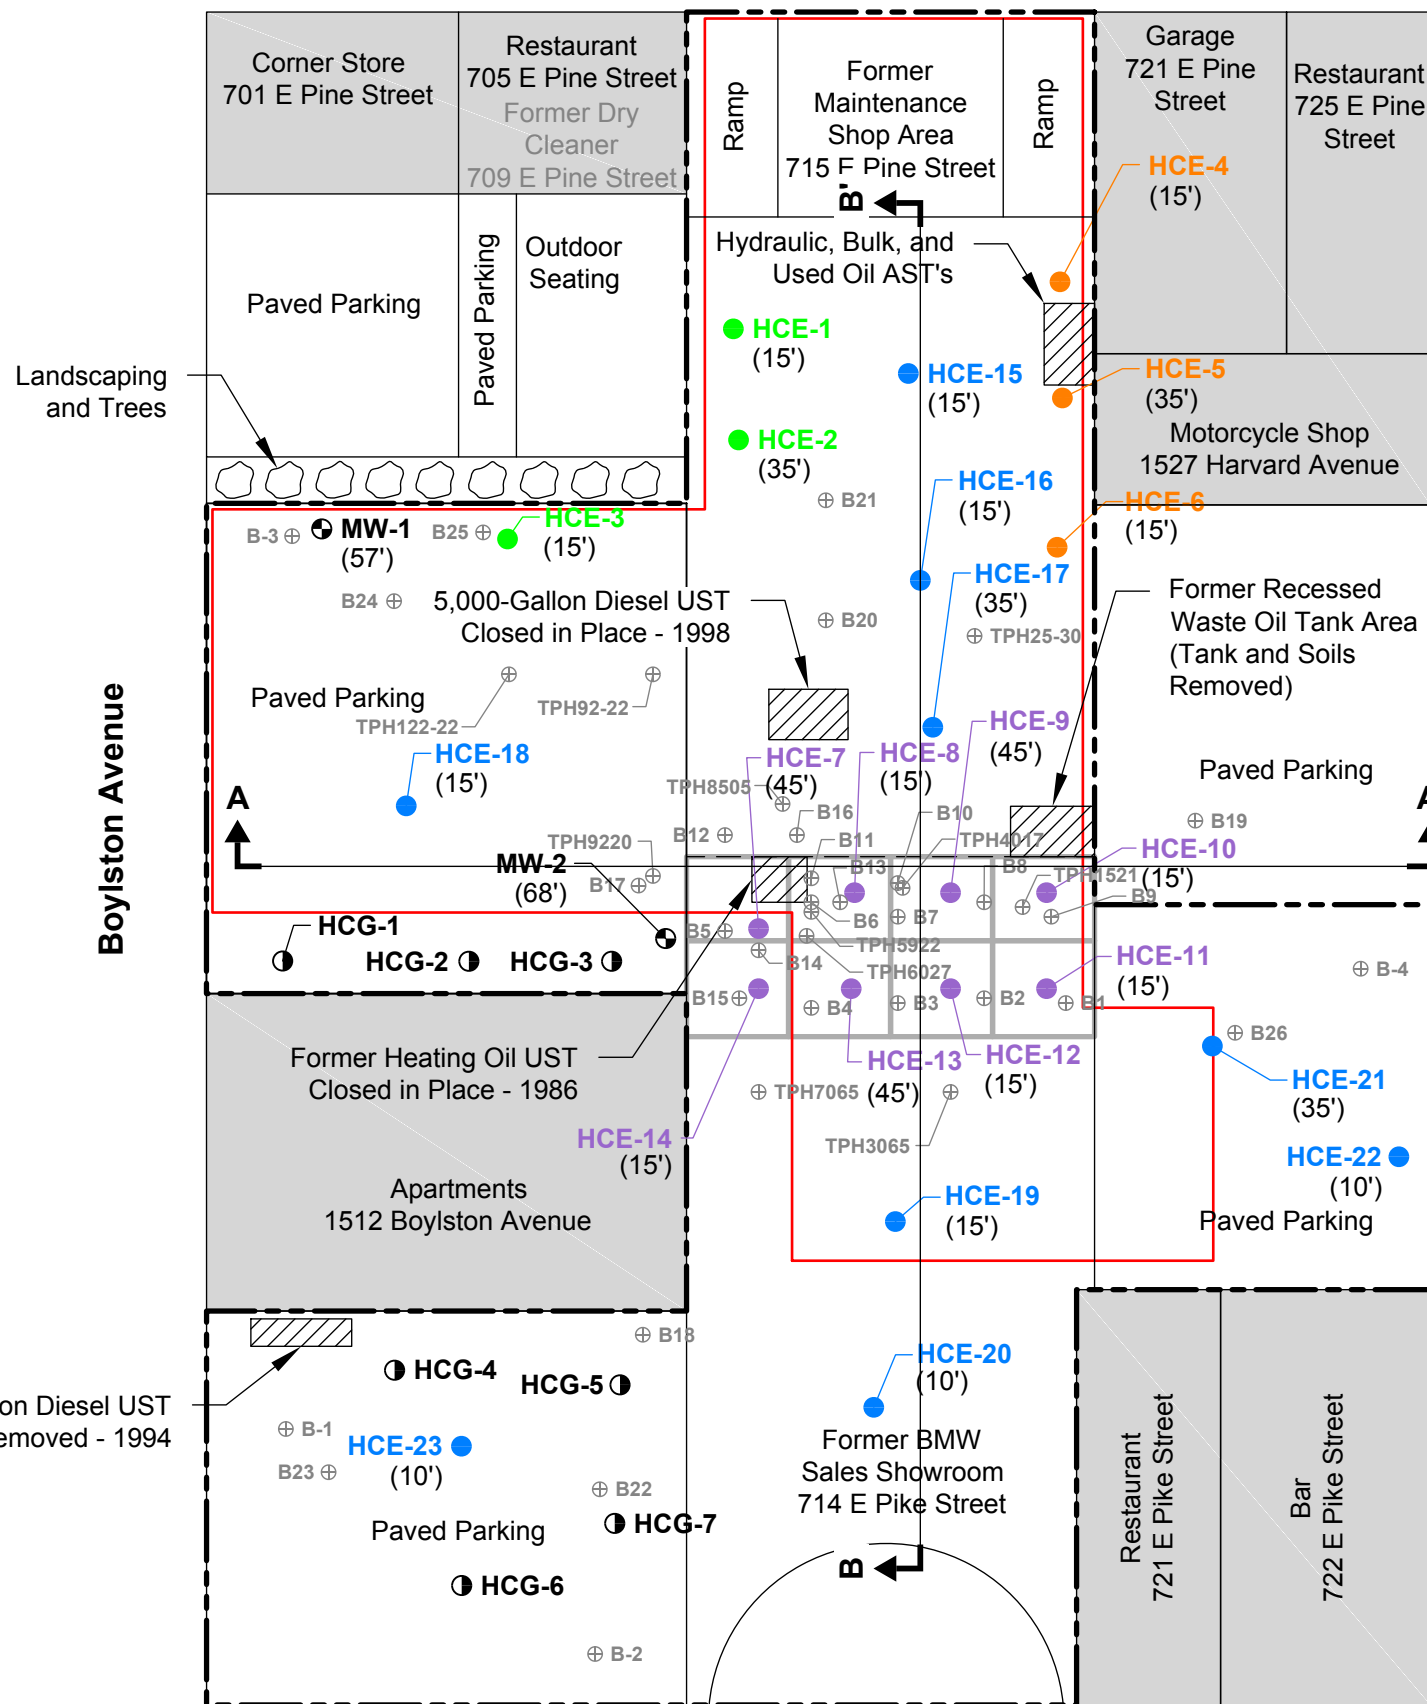 Corner Store
701 E Pine Street
Restaurant
705 E Pine Street
Former Dry
Cleaner
709 E Pine Street
Ramp
Former
Maintenance
Shop Area
715 E Pine Street
Ramp
Garage
721 E Pine
Street
Restaurant
725 E Pine
Street
HCE-4
(15')
B'
Paved Parking
Paved Parking
Outdoor
Seating
Hydraulic, Bulk, and
Used Oil AST's
HCE-1
(15')
HCE-15
(15')
HCE-5
(35')
Landscaping
and Trees
HCE-2
(35')
Motorcycle Shop
1527 Harvard Avenue
B21
HCE-16
(15')
HCE-6
(15')
B-3
MW-1
(57')
B25
HCE-3
(15')
B24
5,000-Gallon Diesel UST
Closed in Place - 1998
B20
HCE-17
(35')
TPH25-30
Former Recessed
Waste Oil Tank Area
(Tank and Soils
Removed)
Boylston Avenue
Paved Parking
TPH122-22
TPH92-22
HCE-18
(15')
HCE-7
(45')
HCE-8
(15')
HCE-9
(45')
Paved Parking
TPH8505
B16
B10
B19
A
B12
B11
TPH4017
TPH9220
MW-2
(68')
B17
B13
B8
TPH1521
HCE-10
(15')
B9
B6
B7
B5
TPH5922
HCG-1
HCG-2
HCG-3
B14
TPH6027
HCE-11
(15')
B-4
B15
B4
B3
B2
B1
B26
Former Heating Oil UST
Closed in Place - 1986
HCE-13
(45')
HCE-12
(15')
HCE-21
(35')
TPH7065
TPH3065
HCE-14
(15')
HCE-22
(10')
Apartments
1512 Boylston Avenue
HCE-19
(15')
Paved Parking
B18
HCG-4
HCG-5
HCE-20
(10')
on Diesel UST
emoved - 1994
B-1
HCE-23
(10')
B23
B22
Former BMW
Sales Showroom
714 E Pike Street
Restaurant
721 E Pike Street
Bar
722 E Pike Street
Paved Parking
HCG-7
B
HCG-6
B-2